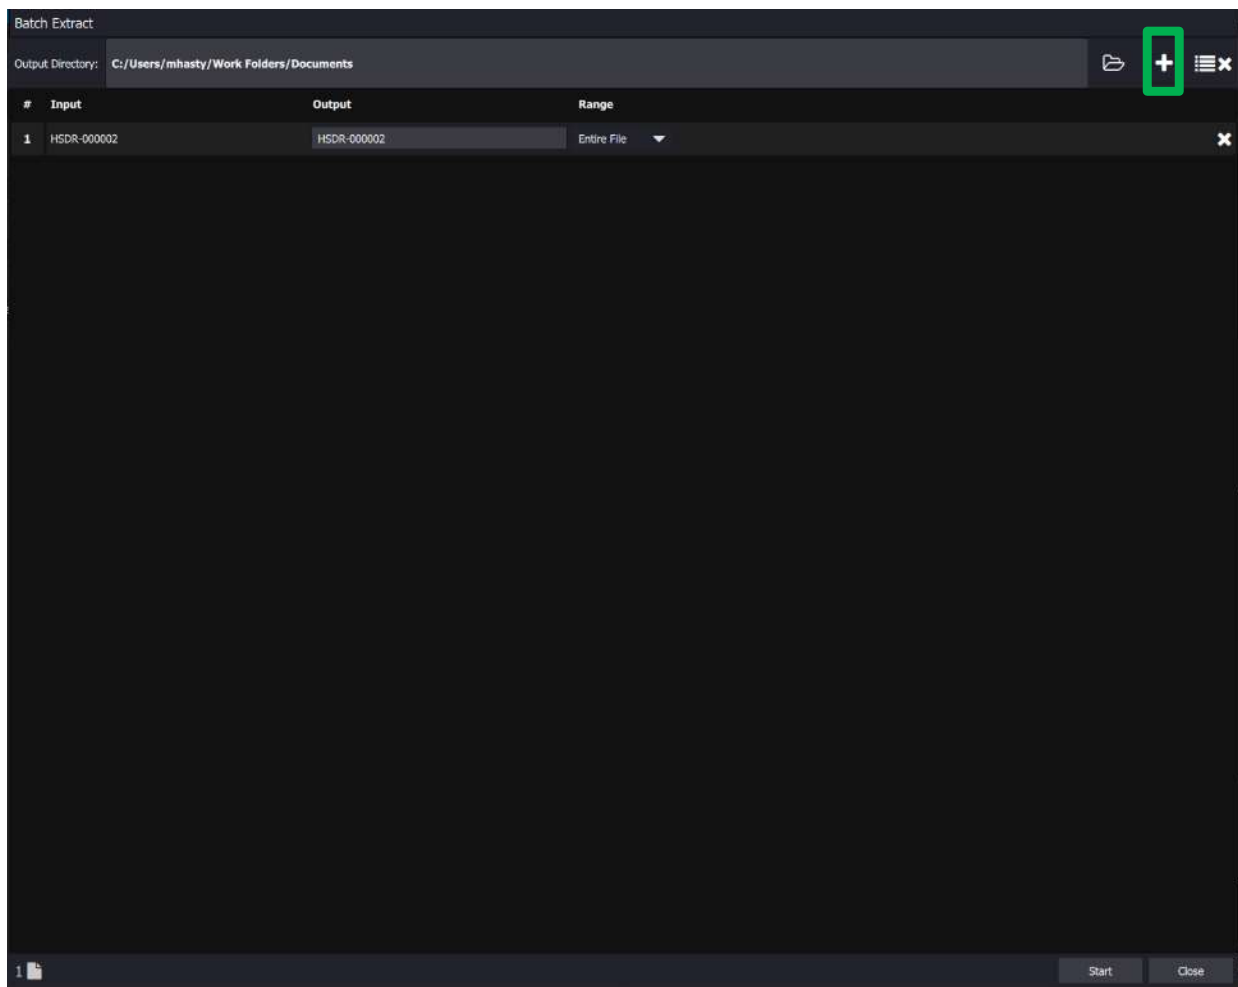 Batch Extract
Output Directory: C:/Users/mhasty/Work Folders/Documents
# Input Output Range
1 HSDR-000002 HSDR-000002 Entire File
1 Start Close